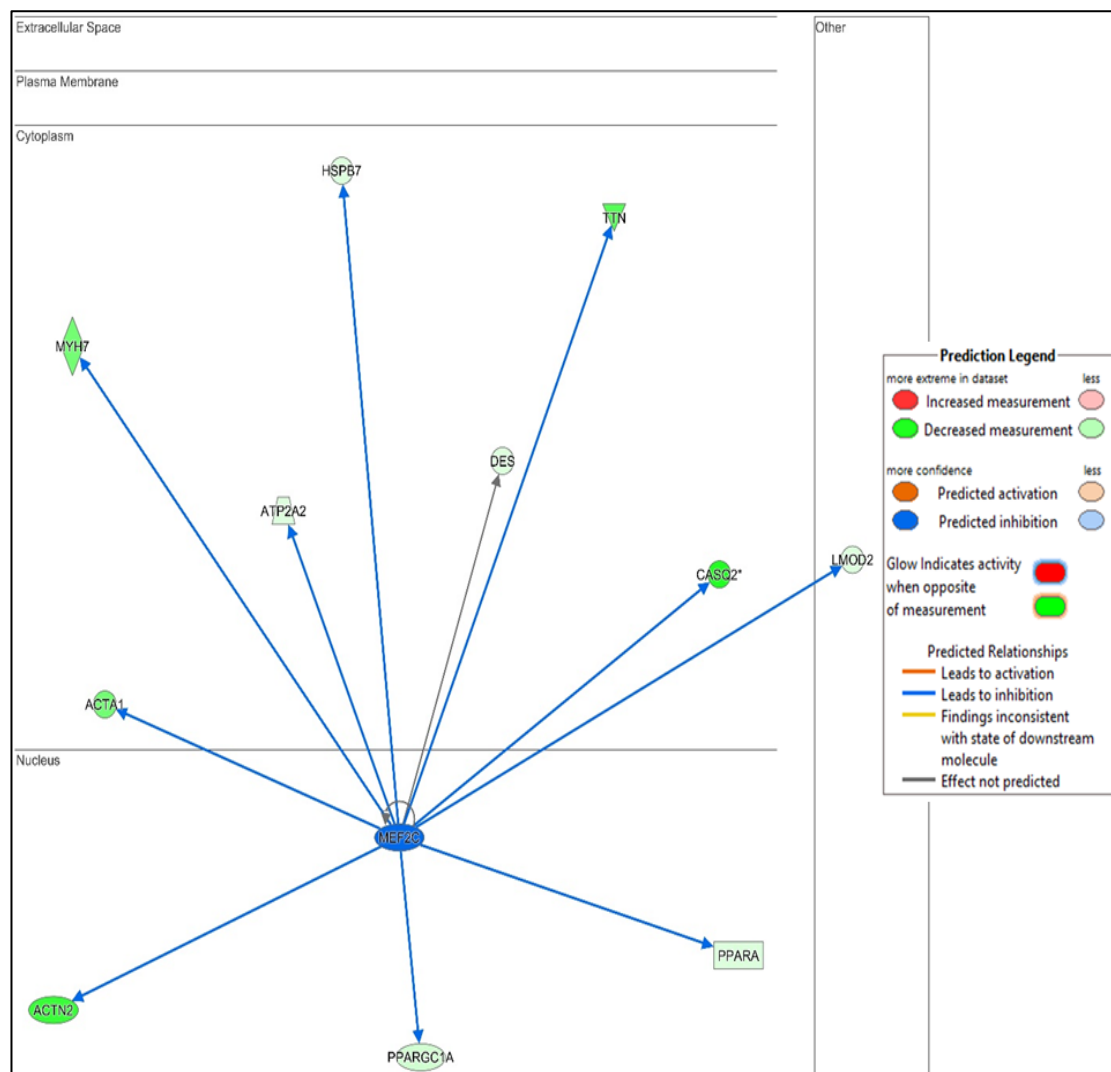 Extracellular Space
Other
Plasma Membrane
Cytoplasm
HSPB7
TTN
MYH7
DES
ATP2A2
CASQ2*
LMOD2
ACTA1
Nucleus
MEF2C
PPARA
ACTN2
PPARGC1A
Prediction Legend
more extreme in dataset less
Increased measurement
Decreased measurement
more confidence less
Predicted activation
Predicted inhibition
Glow Indicates activity
when opposite
of measurement
Predicted Relationships
Leads to activation
Leads to inhibition
Findings inconsistent
with state of downstream
molecule
Effect not predicted